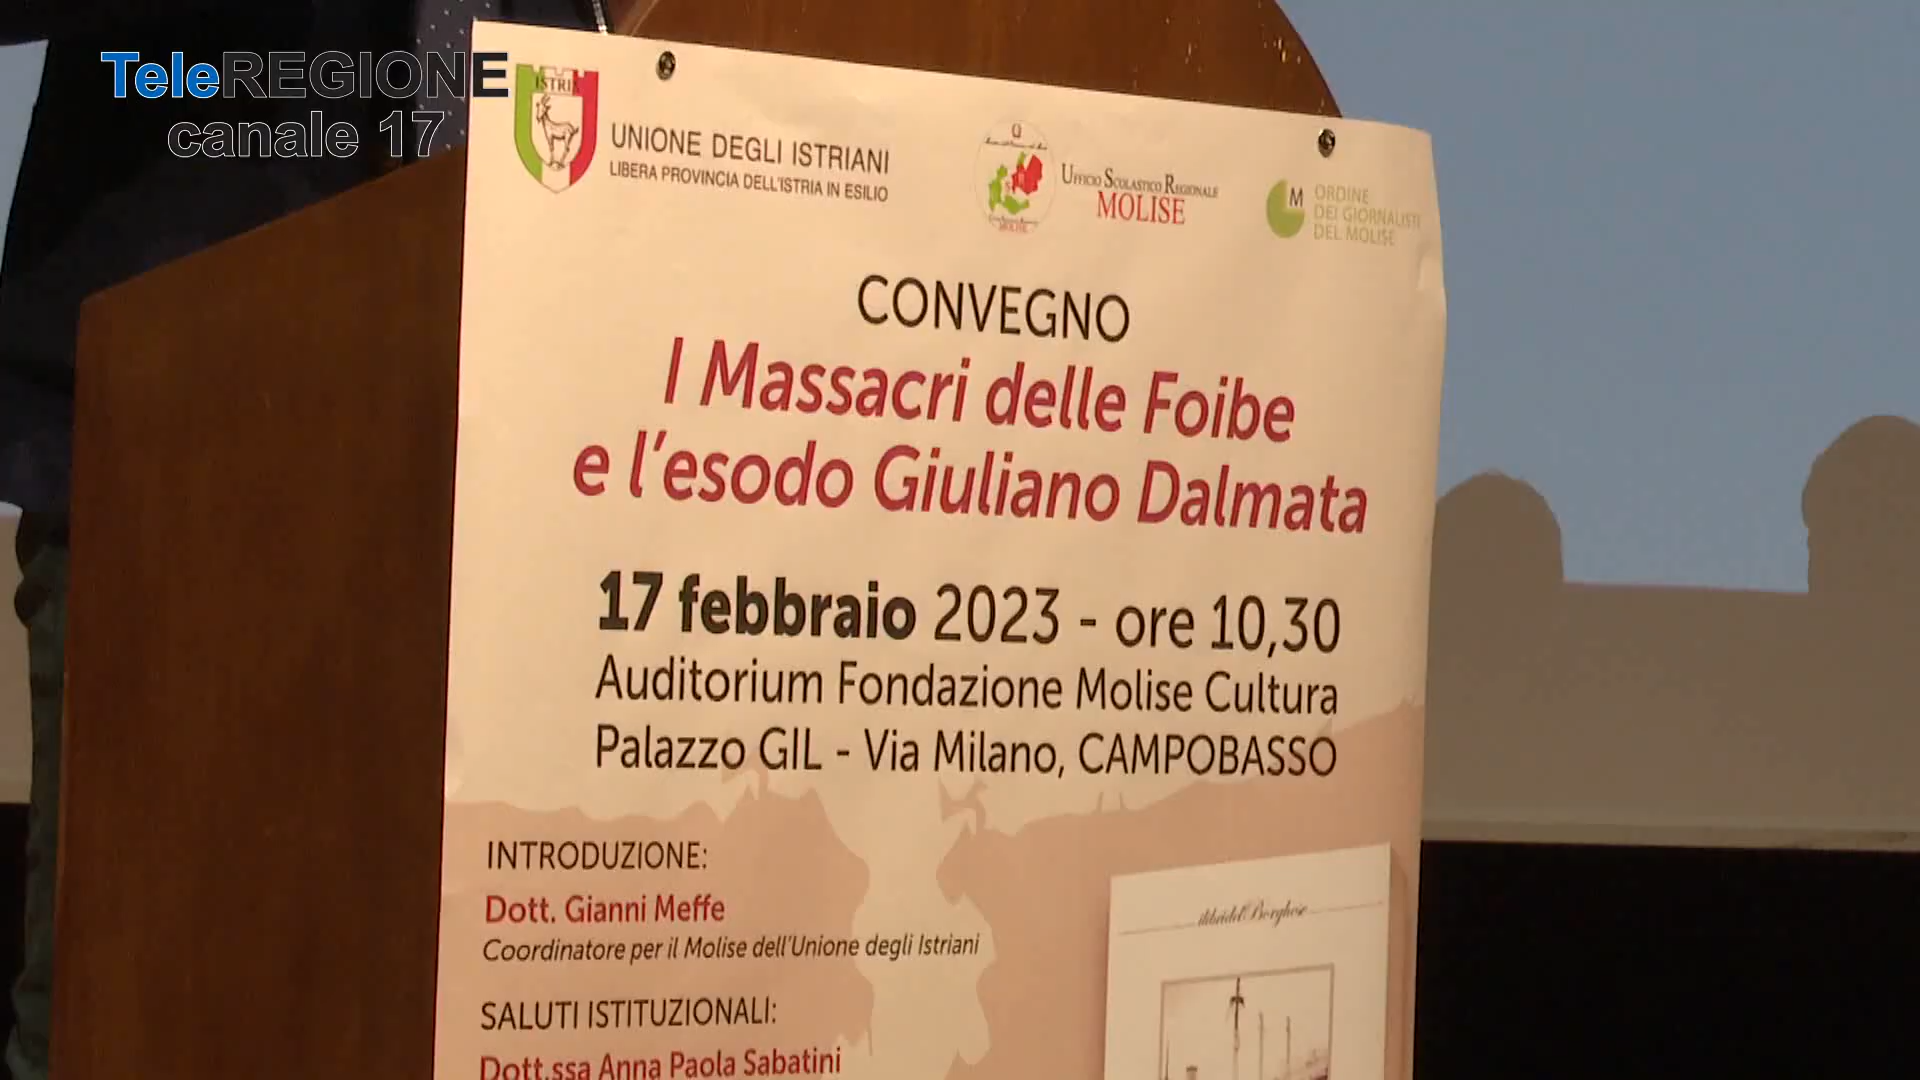 TeleREGIONE
canale 17
ISTRIA
UNIONE DEGLI ISTRIANI
LIBERA PROVINCIA DELL'ISTRIA IN ESILIO
UFFICIO SCOLASTICO REGIONALE
MOLISE
M
ORDINE
DEI GIORNALISTI
DEL MOLISE
CONVEGNO
I Massacri delle Foibe
e l'esodo Giuliano Dalmata
17 febbraio 2023 - ore 10,30
Auditorium Fondazione Molise Cultura
Palazzo GIL - Via Milano, CAMPOBASSO
INTRODUZIONE:
Dott. Gianni Meffe
Coordinatore per il Molise dell'Unione degli Istriani
SALUTI ISTITUZIONALI:
Dott.ssa Anna Paola Sabatini
ilibridelBorghese